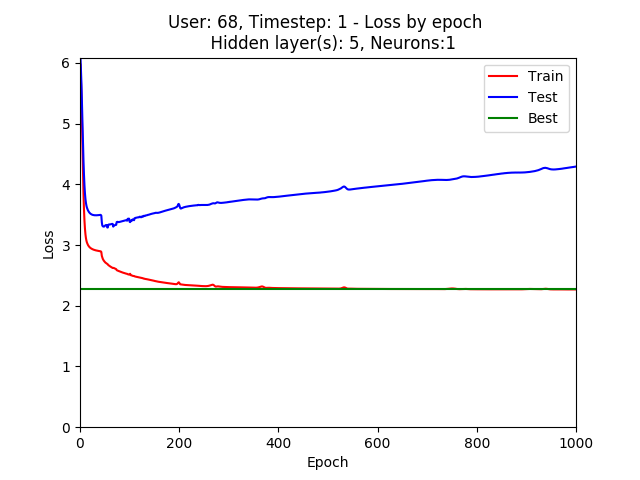 User: 68, Timestep: 1 - Loss by epoch
Hidden layer(s): 5, Neurons:1
Train
Test
Best
Loss
6
5
4
3
2
1
0
0 200 400 600 800 1000
Epoch